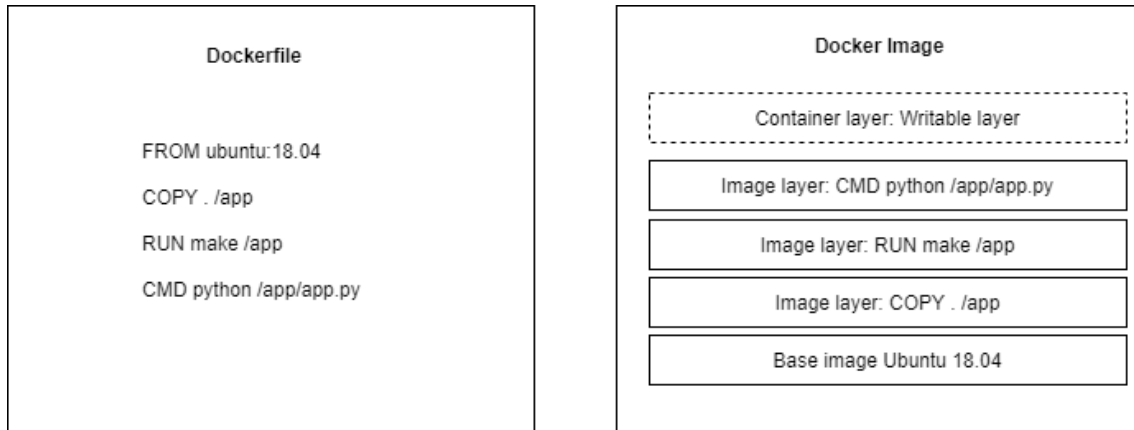 Dockerfile
FROM ubuntu:18.04
COPY . /app
RUN make /app
CMD python /app/app.py
Docker Image
Container layer: Writable layer
Image layer: CMD python /app/app.py
Image layer: RUN make /app
Image layer: COPY . /app
Base image Ubuntu 18.04